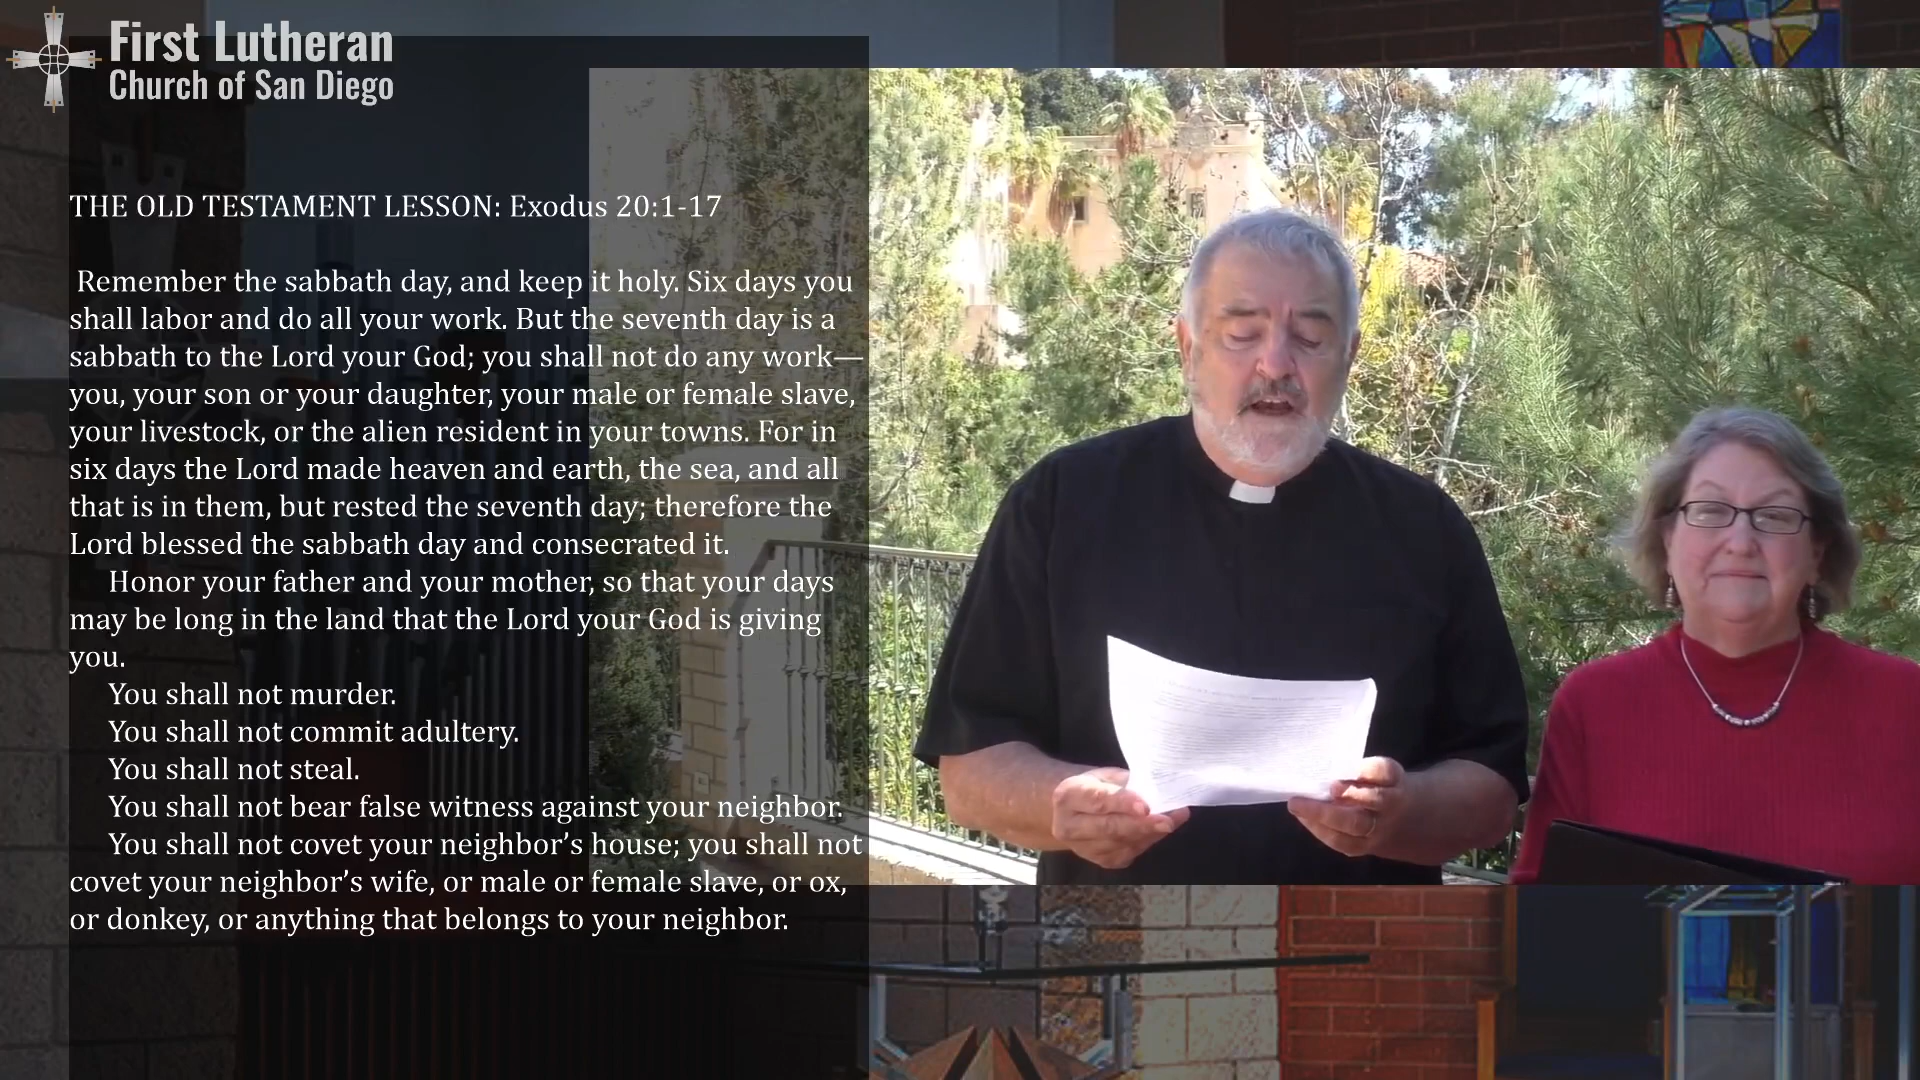 First Lutheran
Church of San Diego
THE OLD TESTAMENT LESSON: Exodus 20:1-17
Remember the sabbath day, and keep it holy. Six days you
shall labor and do all your work. But the seventh day is a
sabbath to the Lord your God; you shall not do any work—
you, your son or your daughter, your male or female slave,
your livestock, or the alien resident in your towns. For in
six days the Lord made heaven and earth, the sea, and all
that is in them, but rested the seventh day; therefore the
Lord blessed the sabbath day and consecrated it.
Honor your father and your mother, so that your days
may be long in the land that the Lord your God is giving
you.
You shall not murder.
You shall not commit adultery.
You shall not steal.
You shall not bear false witness against your neighbor.
You shall not covet your neighbor’s house; you shall not
covet your neighbor’s wife, or male or female slave, or ox,
or donkey, or anything that belongs to your neighbor.